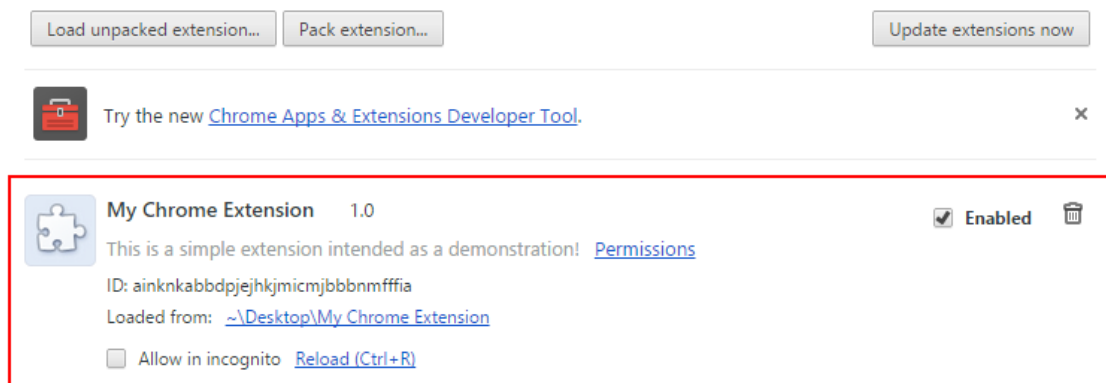 Load unpacked extension... Pack extension... Update extensions now
Try the new Chrome Apps & Extensions Developer Tool.
My Chrome Extension 1.0 Enabled
This is a simple extension intended as a demonstration! Permissions
ID: ainknkabbdpjejhkjmicmjbbbnmfffia
Loaded from: ~\Desktop\My Chrome Extension
Allow in incognito Reload (Ctrl+R)